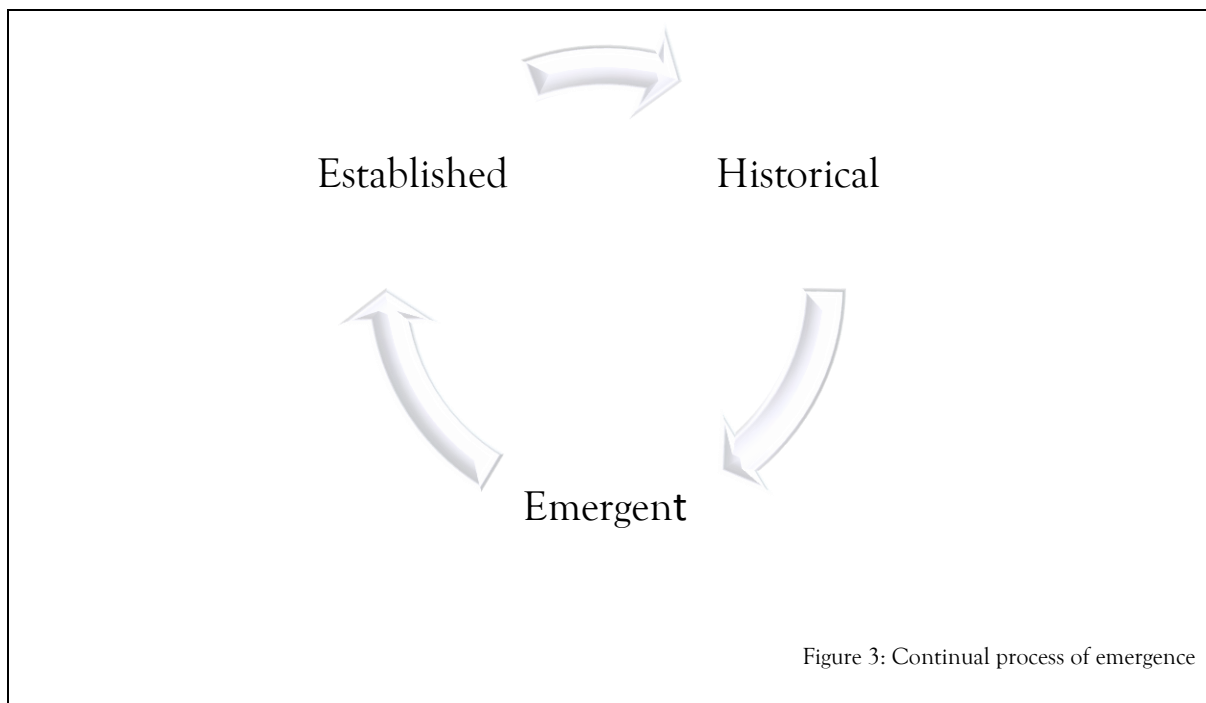 Established
Historical
Emergent
Figure 3: Continual process of emergence